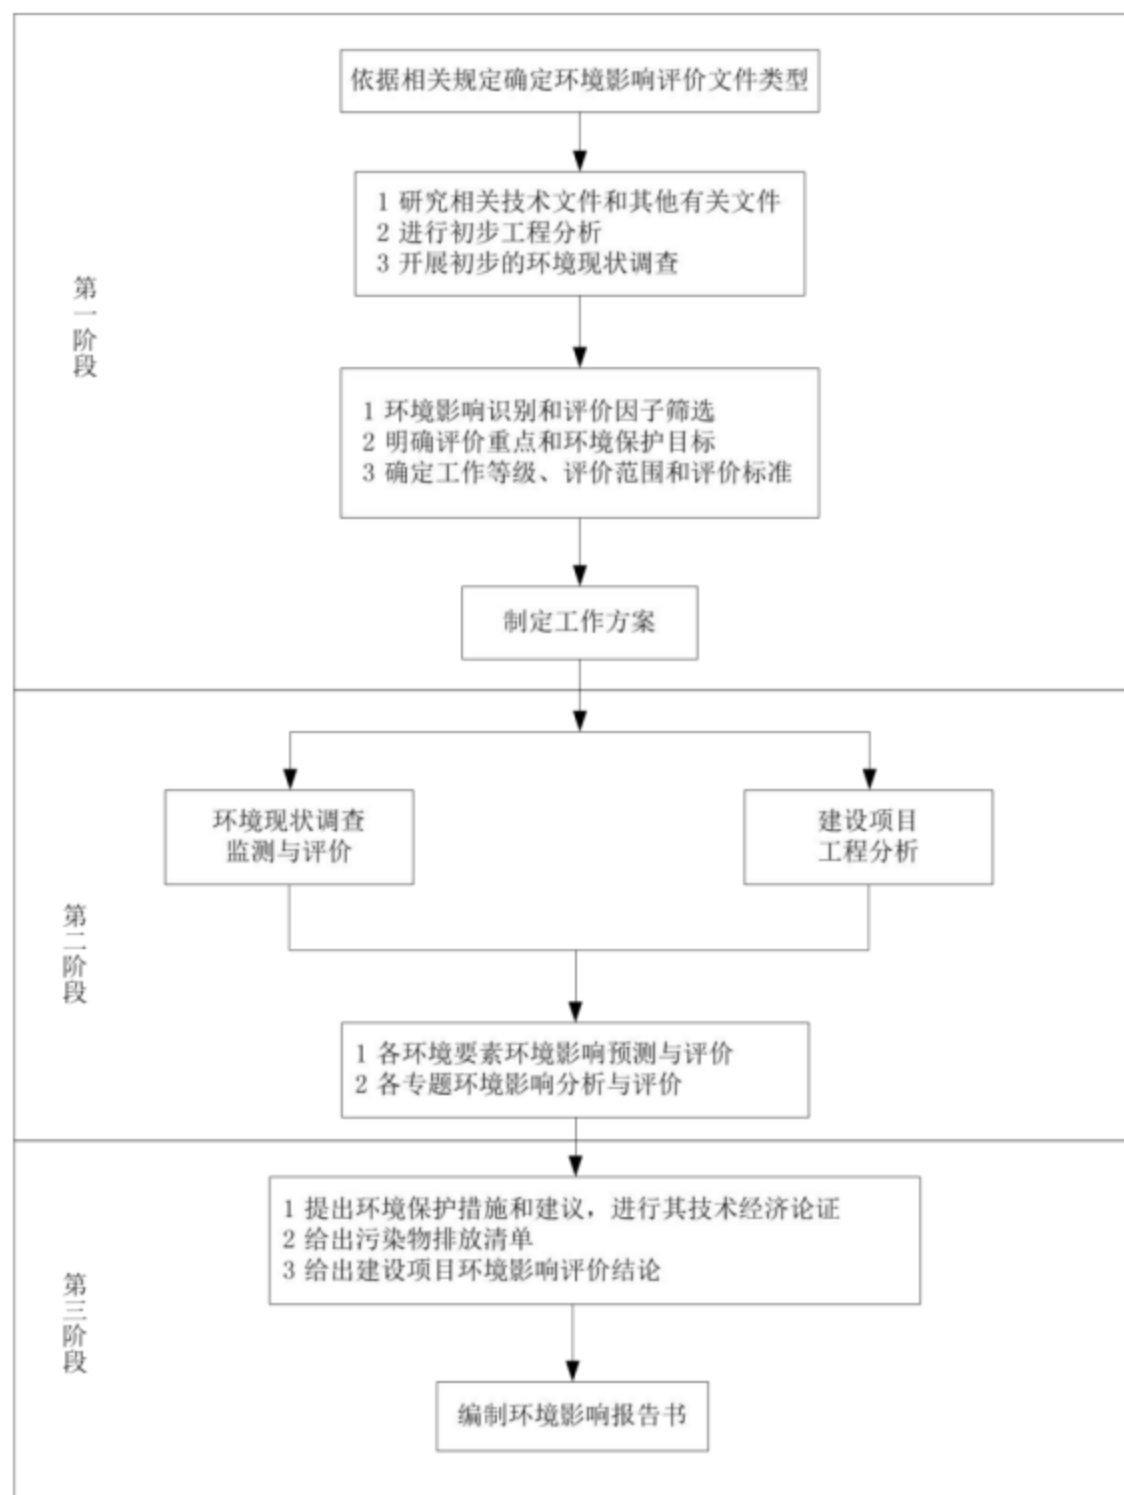 依据相关规定确定环境影响评价文件类型
1 研究相关技术文件和其他有关文件
2 进行初步工程分析
3 开展初步的环境现状调查
第一阶段
1 环境影响识别和评价因子筛选
2 明确评价重点和环境保护目标
3 确定工作等级、评价范围和评价标准
制定工作方案
环境现状调查
监测与评价
建设项目
工程分析
第二阶段
1 各环境要素环境影响预测与评价
2 各专题环境影响分析与评价
1 提出环境保护措施和建议，进行其技术经济论证
2 给出污染物排放清单
3 给出建设项目环境影响评价结论
第三阶段
编制环境影响报告书